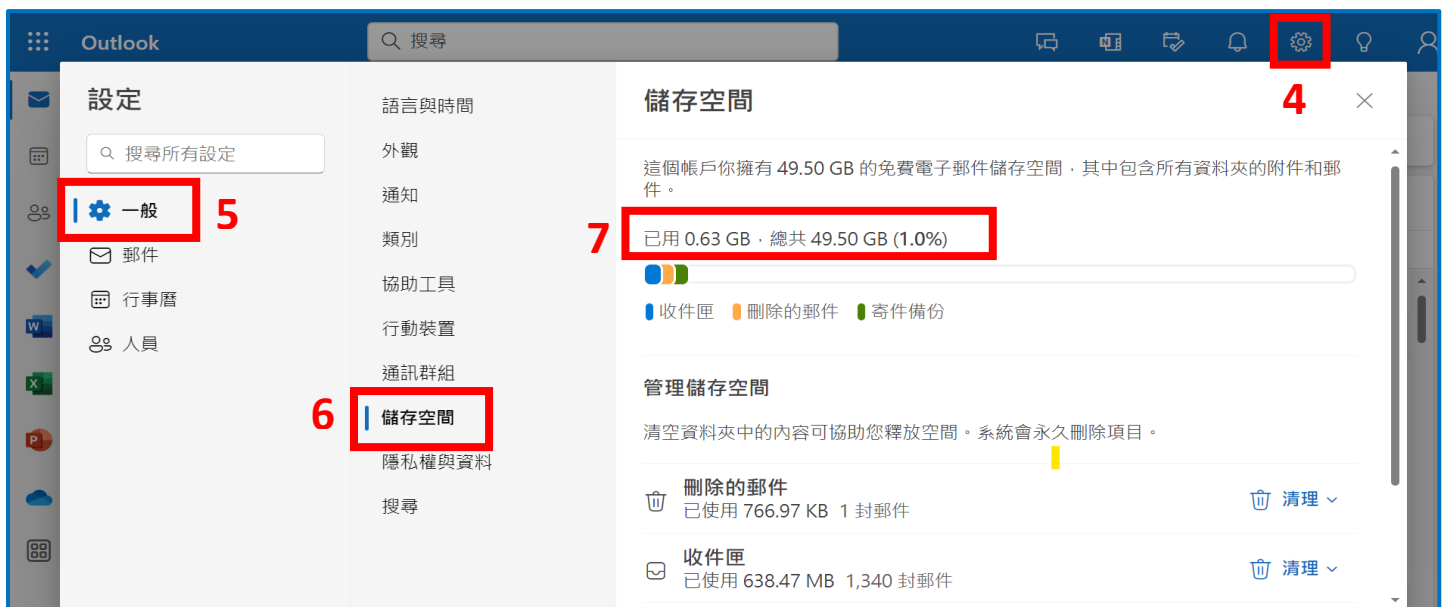 Outlook
搜尋
4
設定
搜尋所有設定
一般
5
郵件
行事曆
人員
語言與時間
外觀
通知
類別
協助工具
行動裝置
通訊群組
6
儲存空間
隱私權與資料
搜尋
儲存空間
這個帳戶你擁有 49.50 GB 的免費電子郵件儲存空間，其中包含所有資料夾的附件和郵
件。
7
已用 0.63 GB，總共 49.50 GB (1.0%)
收件匣 刪除的郵件 寄件備份
管理儲存空間
清空資料夾中的內容可協助您釋放空間。系統會永久刪除項目。
刪除的郵件
已使用 766.97 KB 1 封郵件
清理
收件匣
已使用 638.47 MB 1,340 封郵件
清理
N
W
X
P